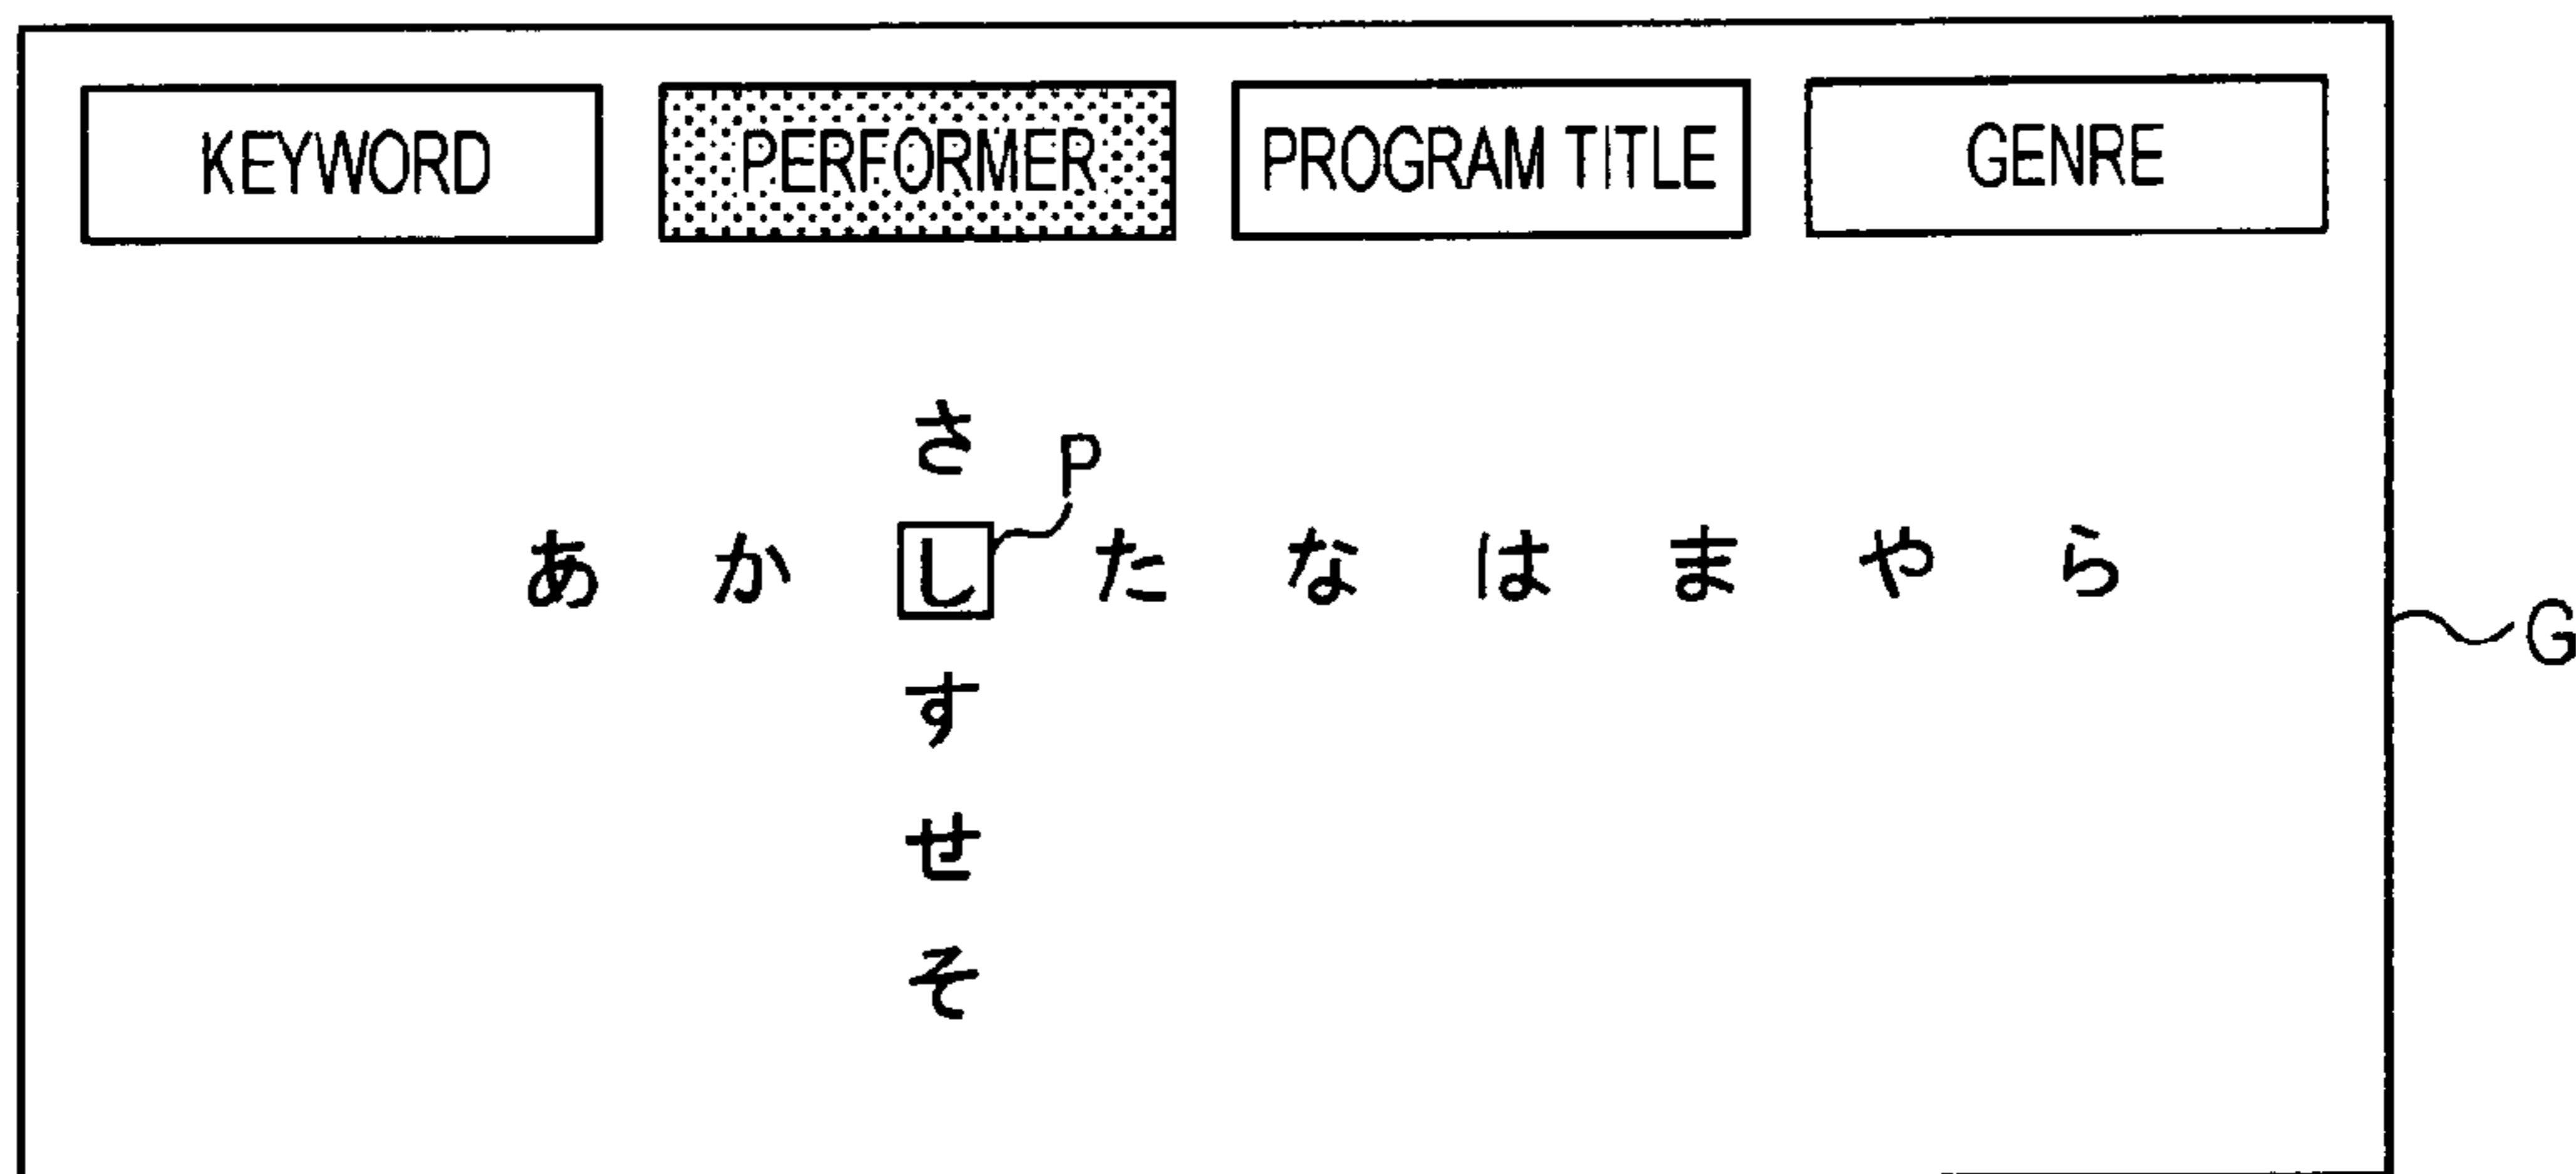 KEYWORD PERFORMER PROGRAM TITLE GENRE
さ
P
あ か し た な は ま や ら
G
す
せ
そ